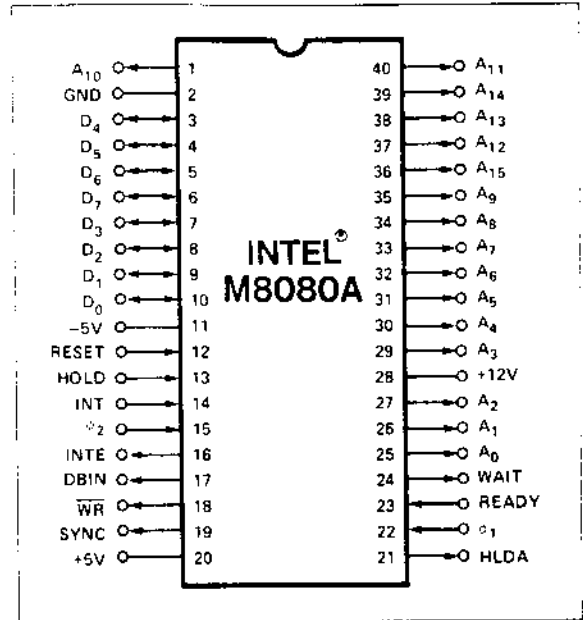 A10 1 40 A11
GND 2 39 A14
D4 3 38 A13
D5 4 37 A12
D6 5 36 A15
D7 6 35 A9
D3 7 34 A8
D2 8 33 A7
D1 9 32 A6
D0 10 31 A5
-5V 11 30 A4
RESET 12 29 A3
HOLD 13 28 +12V
INT 14 27 A2
φ2 15 26 A1
INTE 16 25 A0
DBIN 17 24 WAIT
WR 18 23 READY
SYNC 19 22 φ1
+5V 20 21 HLDA
INTEL®
M8080A